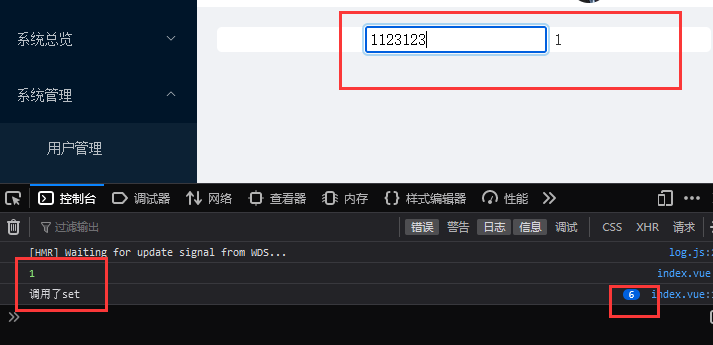 系统总览
1123123 1
系统管理
用户管理
控制台 调试器 网络 查看器 内存 样式编辑器 性能
过滤输出 错误 警告 日志 信息 调试 CSS XHR 请求
[HMR] Waiting for update signal from WDS... log.js:
1 index.vue
调用了set 6 index.vue: